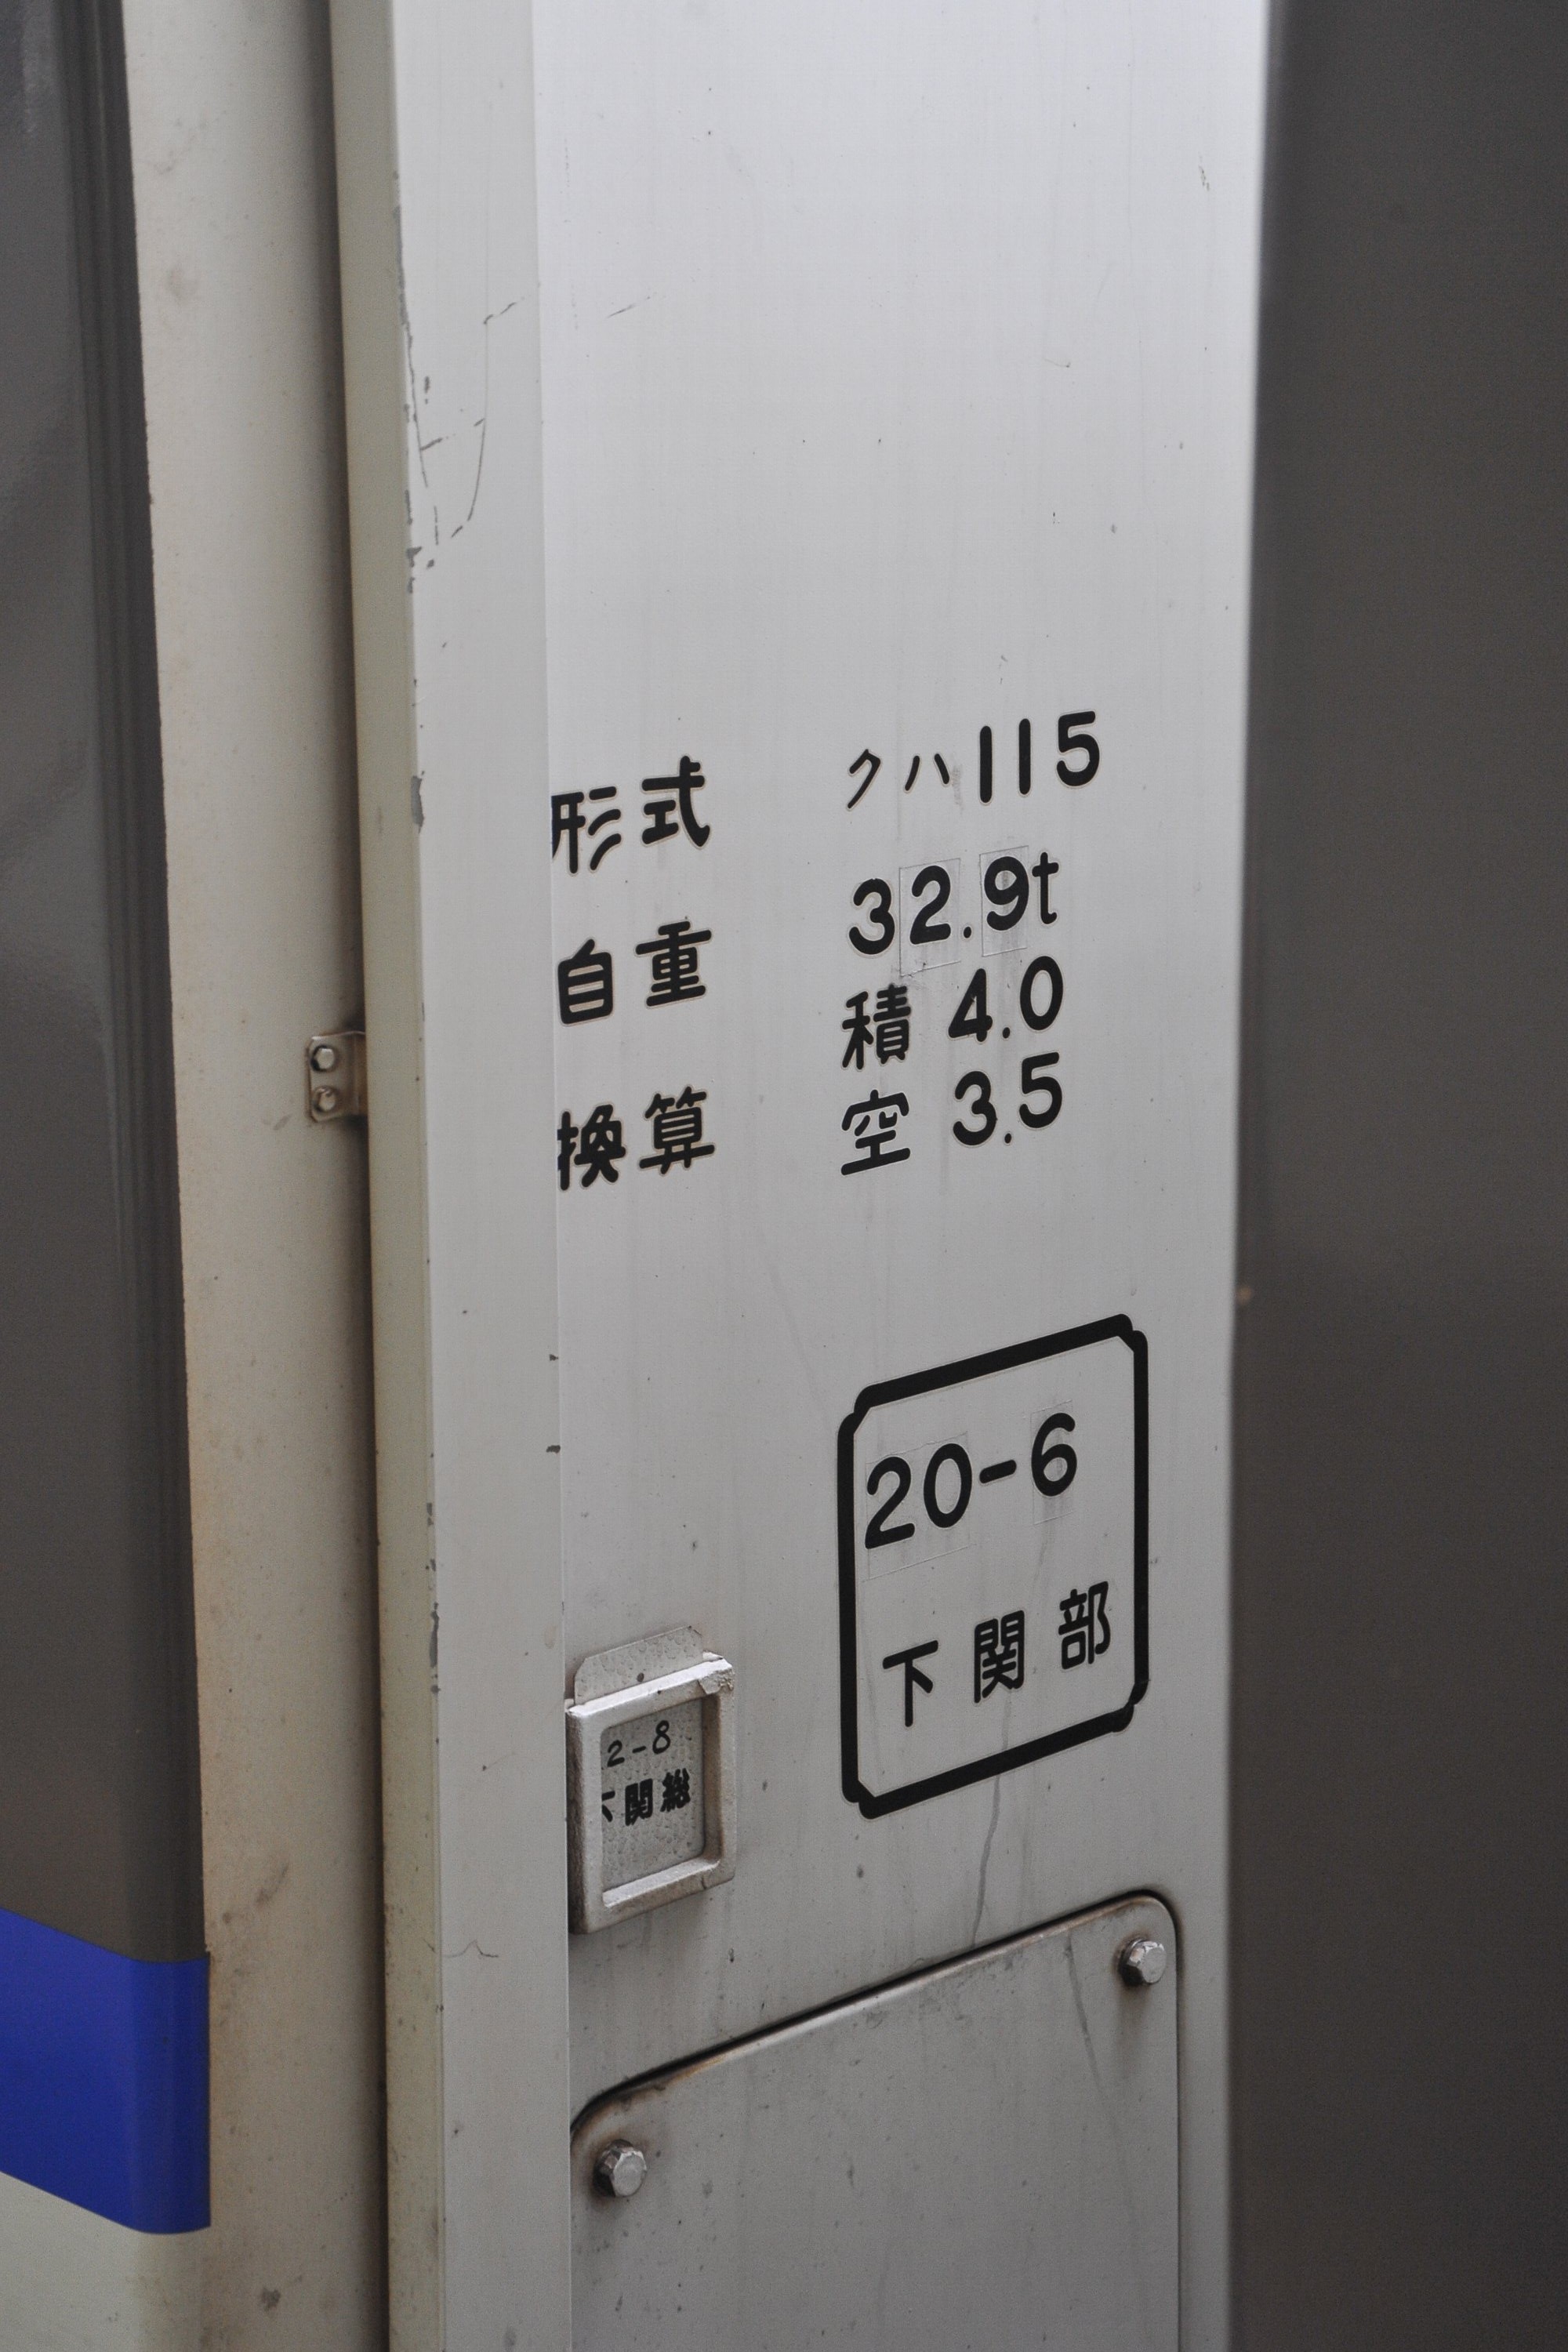 形式 クハ115
自重 32.9t
換算 積 4.0
空 3.5
20-6
下関部
2-8
下関総